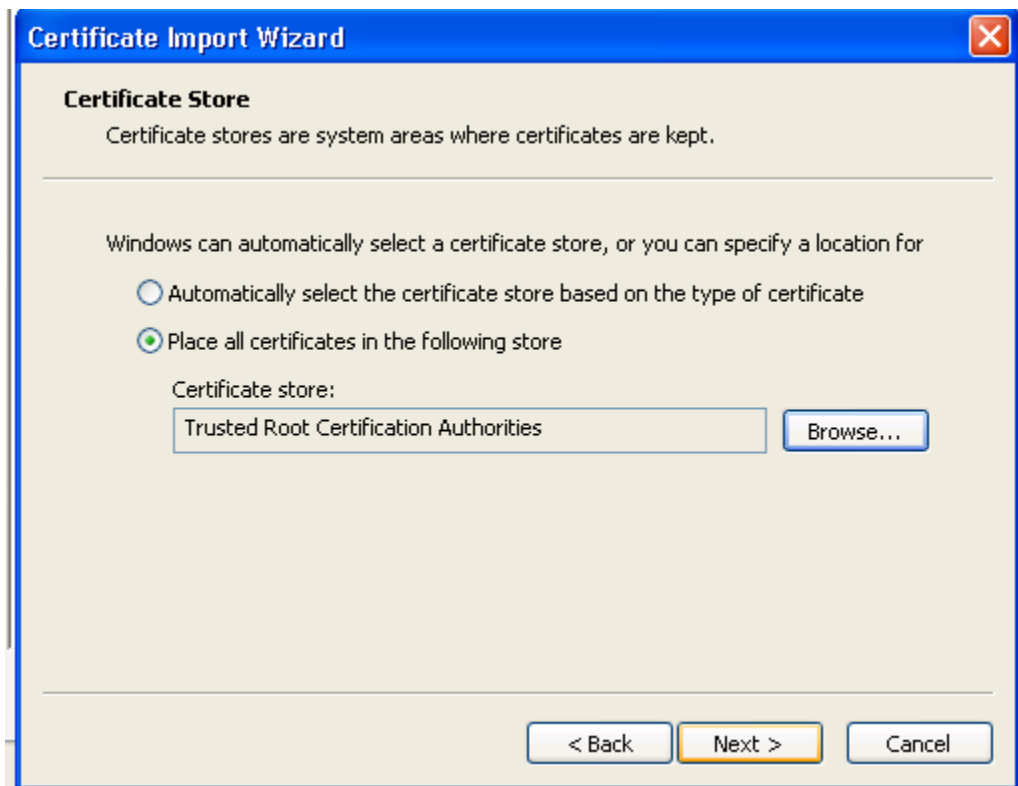 Certificate Import Wizard
Certificate Store
Certificate stores are system areas where certificates are kept.
Windows can automatically select a certificate store, or you can specify a location for
Automatically select the certificate store based on the type of certificate
Place all certificates in the following store
Certificate store:
Trusted Root Certification Authorities
Browse...
< Back
Next >
Cancel